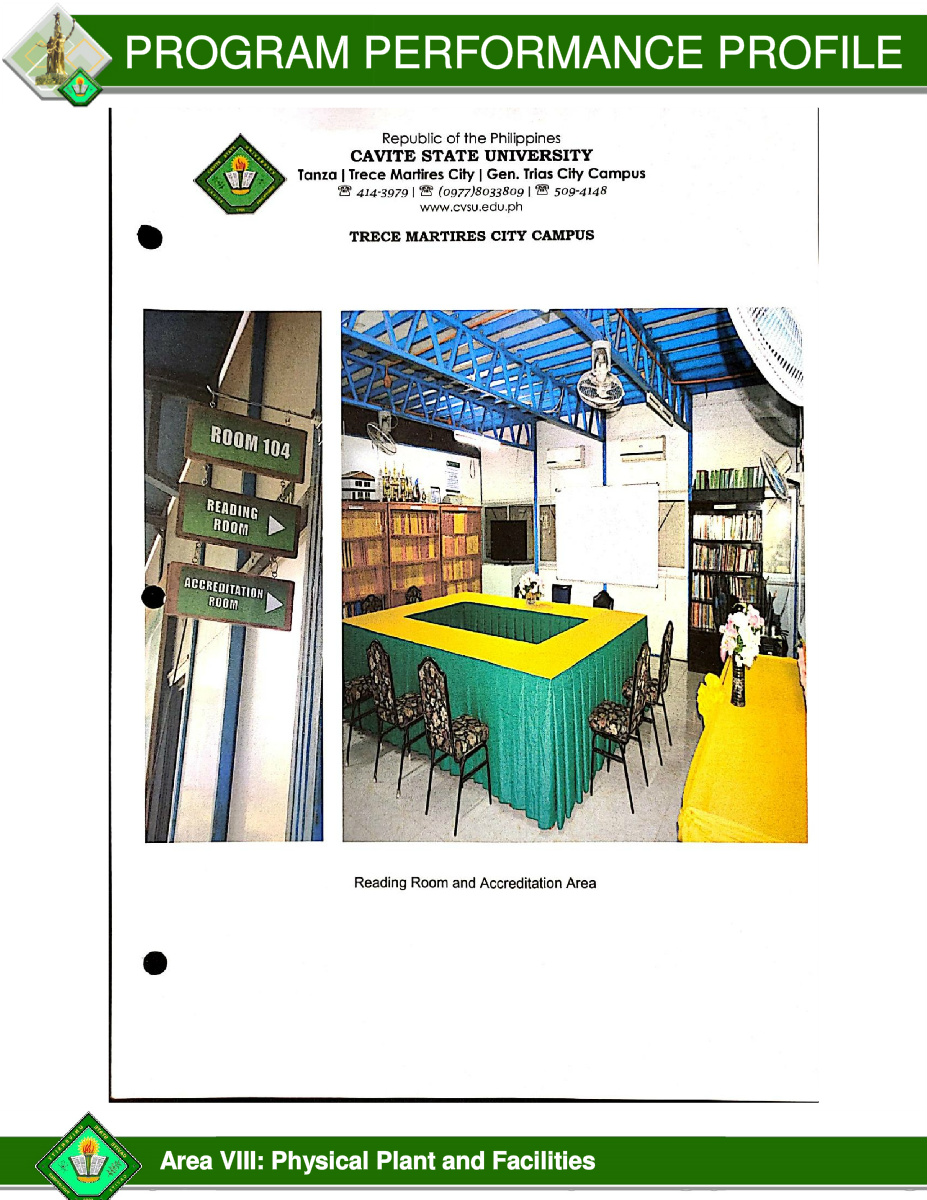 PROGRAM PERFORMANCE PROFILE
Republic of the Philippines
CAVITE STATE UNIVERSITY
Tanza | Trece Martires City | Gen. Trias City Campus
☏ 414-3979 | ☏ (0977)8033809 | ☏ 509-4148
www.cvsu.edu.ph
TRECE MARTIRES CITY CAMPUS
ROOM 104
READING
ROOM
ACCREDITATION
ROOM
Reading Room and Accreditation Area
Area VIII: Physical Plant and Facilities